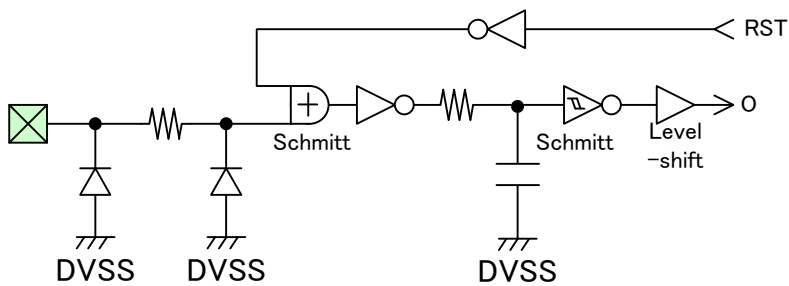 RST
O
Schmitt
Schmitt
Level
-shift
DVSS
DVSS
DVSS